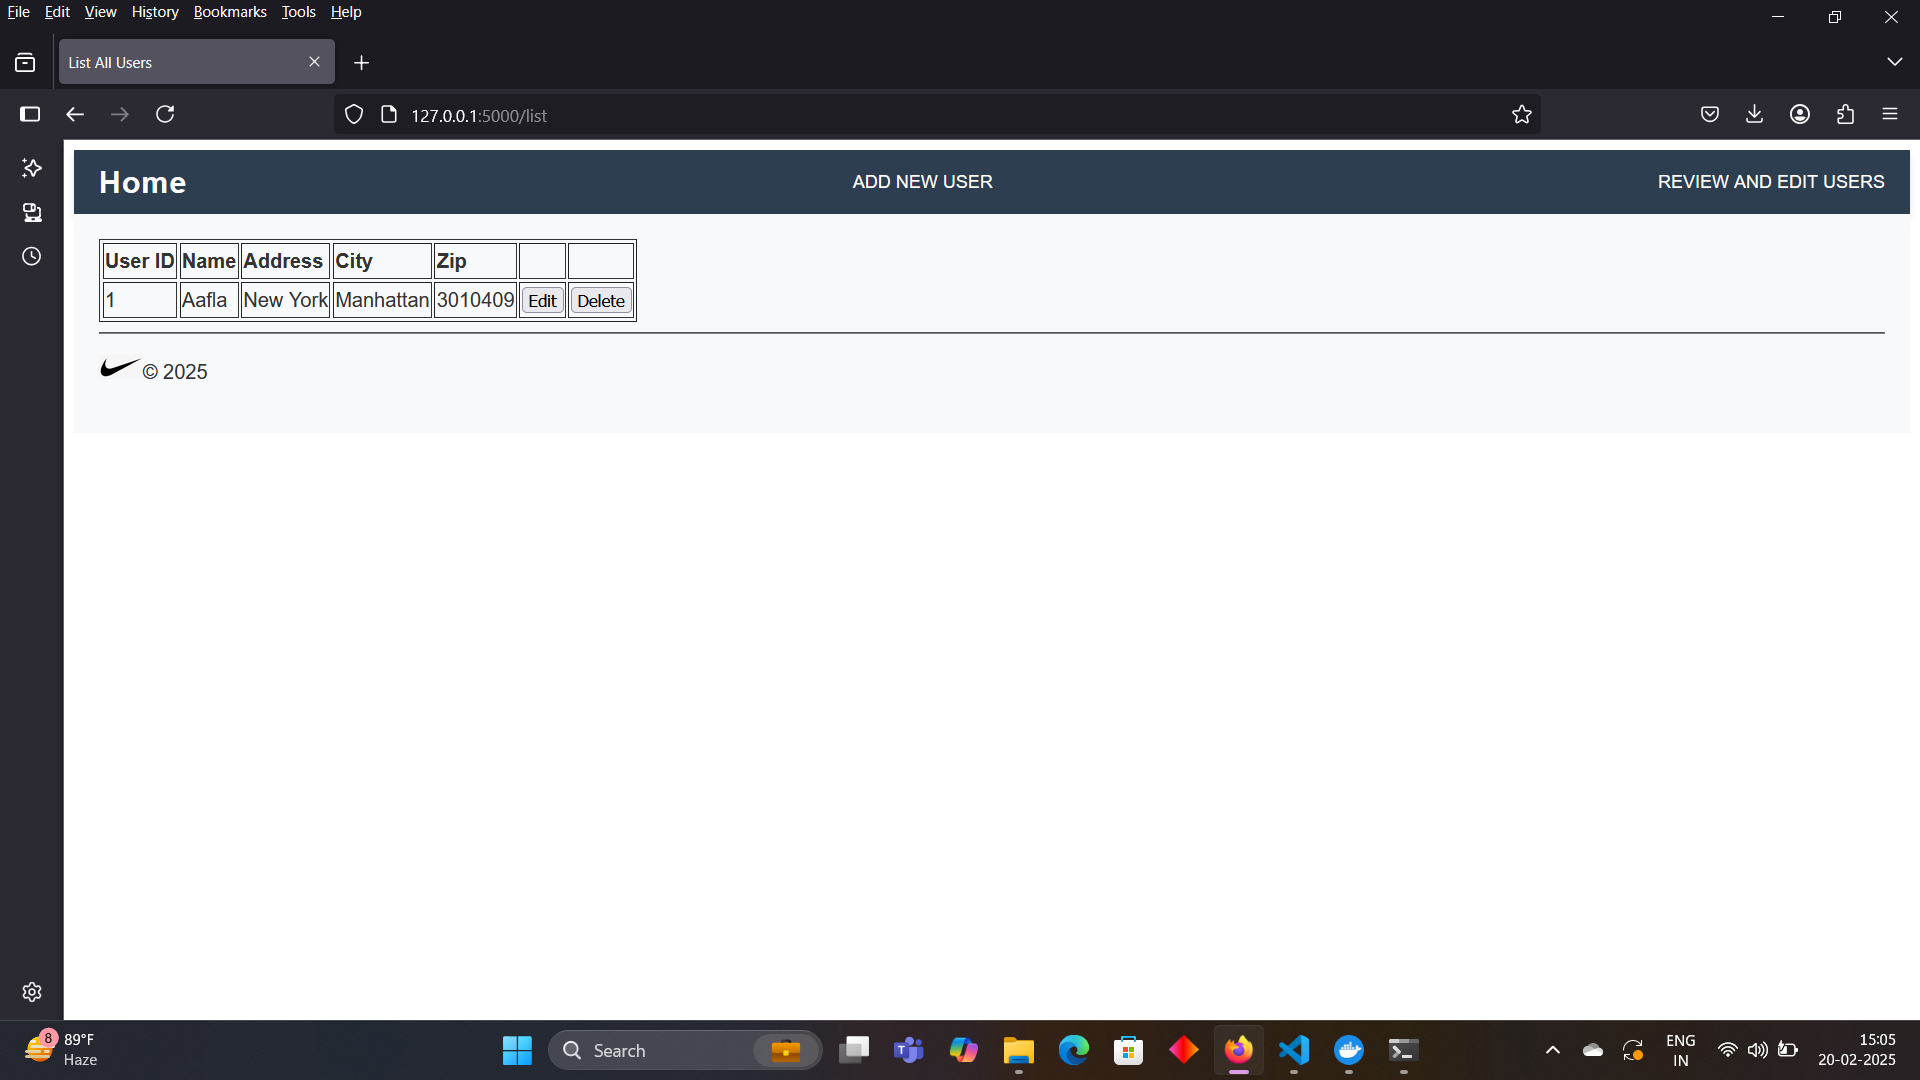 File Edit View History Bookmarks Tools Help
List All Users
127.0.0.1:5000/list
Home ADD NEW USER REVIEW AND EDIT USERS
User ID Name Address City Zip
1 Aafla New York Manhattan 3010409 Edit Delete
© 2025
8 89°F
Haze
Search
ENG
IN
15:05
20-02-2025